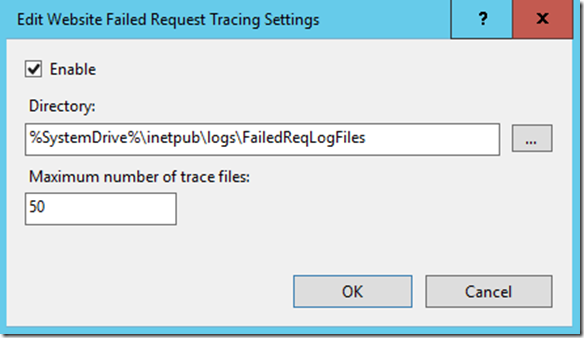 Edit Website Failed Request Tracing Settings
?
x
Enable
Directory:
%SystemDrive%\inetpub\logs\FailedReqLogFiles
...
Maximum number of trace files:
50
OK
Cancel